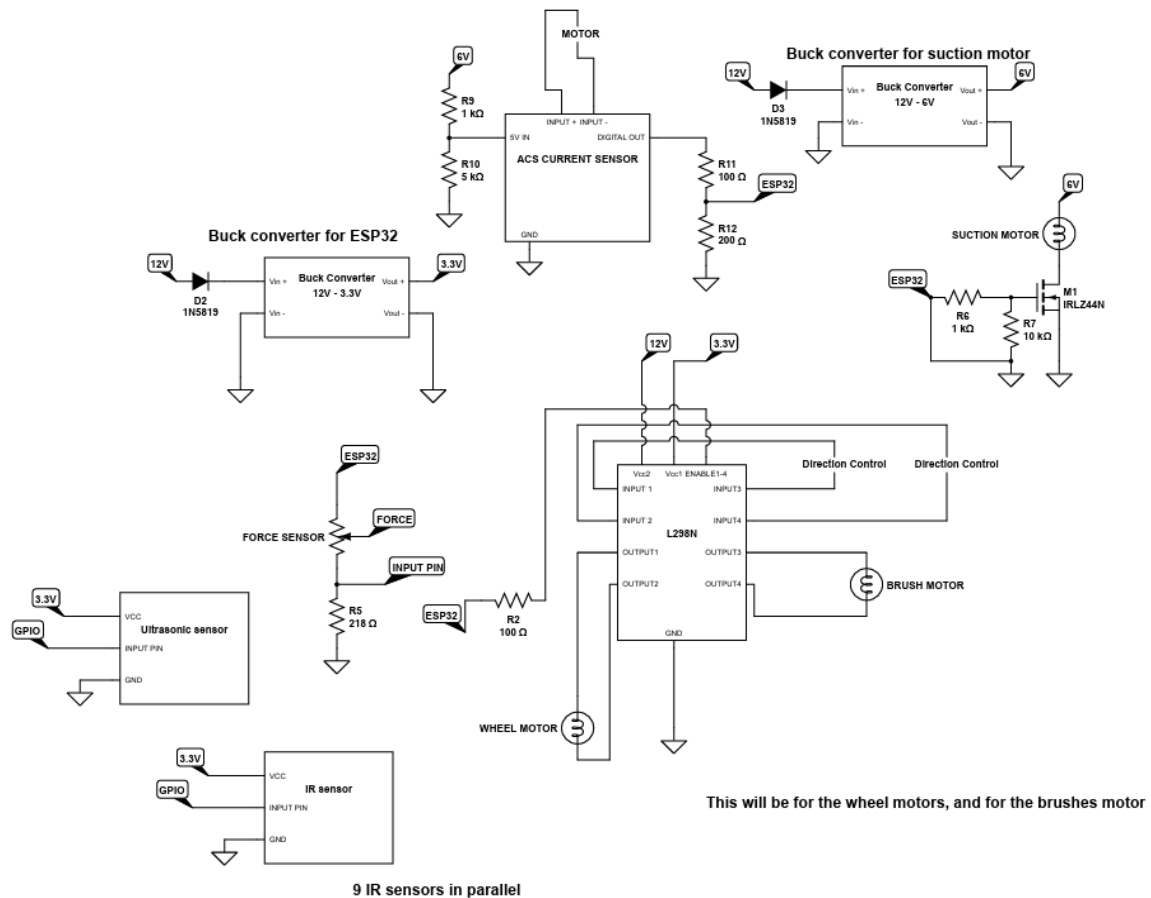 MOTOR
6V
R9
1 kΩ
INPUT + INPUT -
5V IN
DIGITAL OUT
ACS CURRENT SENSOR
R10
5 kΩ
R11
100 Ω
ESP32
R12
200 Ω
GND
Buck converter for suction motor
12V
D3
1N5819
Vin +
Buck Converter
12V - 6V
Vout +
6V
Vin -
Vout -
6V
SUCTION MOTOR
ESP32
R6
1 kΩ
R7
10 kΩ
M1
IRLZ44N
Buck converter for ESP32
12V
D2
1N5819
Vin +
Buck Converter
12V - 3.3V
Vout +
3.3V
Vin -
Vout -
12V
3.3V
Vcc2
Vcc1
ENABLE1-4
Direction Control
Direction Control
INPUT 1
INPUT3
INPUT 2
INPUT4
L298N
OUTPUT1
OUTPUT3
OUTPUT2
OUTPUT4
GND
BRUSH MOTOR
WHEEL MOTOR
ESP32
R2
100 Ω
ESP32
FORCE
FORCE SENSOR
INPUT PIN
R5
218 Ω
3.3V
VCC
Ultrasonic sensor
GPIO
INPUT PIN
GND
3.3V
VCC
IR sensor
GPIO
INPUT PIN
GND
This will be for the wheel motors, and for the brushes motor
9 IR sensors in parallel